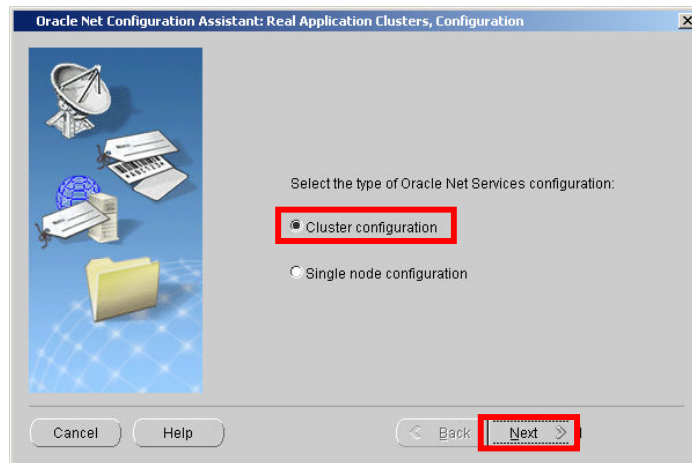 Oracle Net Configuration Assistant: Real Application Clusters, Configuration
Select the type of Oracle Net Services configuration:
Cluster configuration
Single node configuration
Cancel Help Back Next